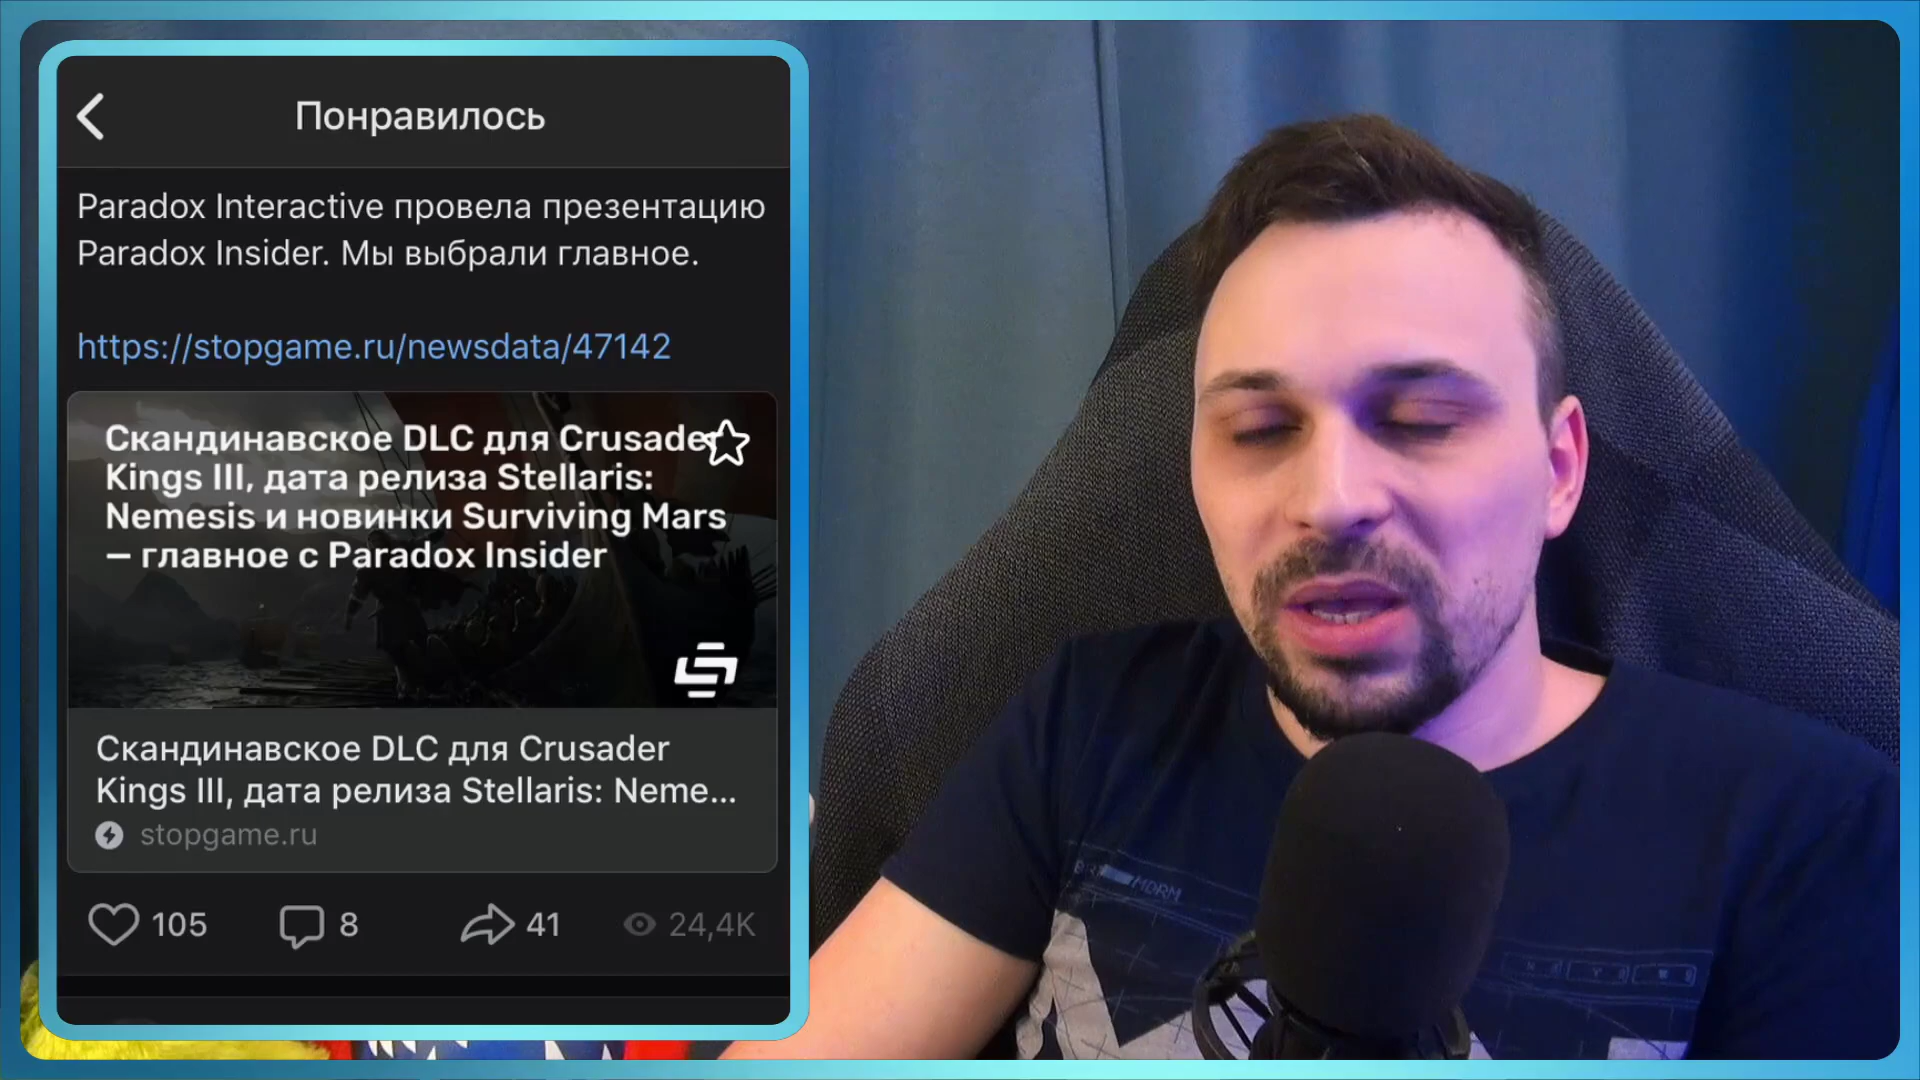 Понравилось
Paradox Interactive провела презентацию
Paradox Insider. Мы выбрали главное.
https://stopgame.ru/newsdata/47142
Скандинавское DLC для Crusader
Kings III, дата релиза Stellaris:
Nemesis и новинки Surviving Mars
— главное с Paradox Insider
Скандинавское DLC для Crusader
Kings III, дата релиза Stellaris: Neme...
stopgame.ru
105
8
41
24,4K